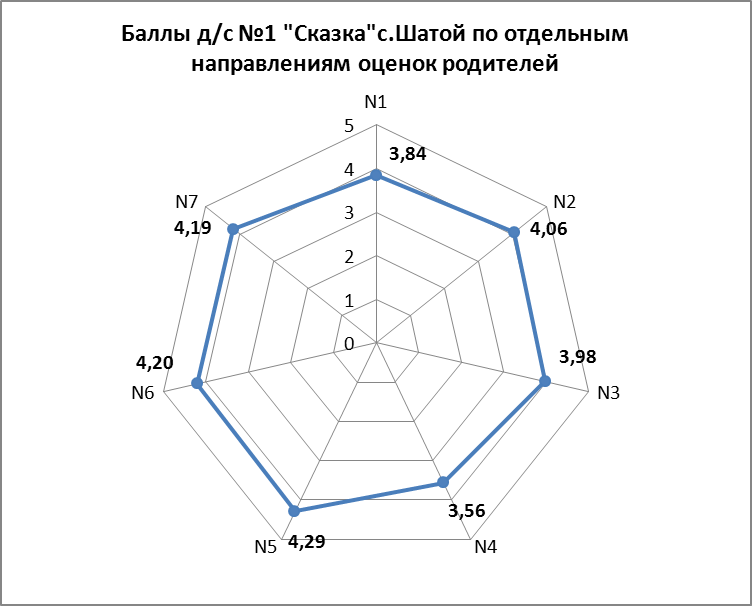 Баллы д/с №1 "Сказка"с.Шатой по отдельным
направлениям оценок родителей
N1
5
3,84
4
N7
N2
4,19
4,06
3
2
1
0
4,20
3,98
N6
N3
3,56
4,29
N5
N4